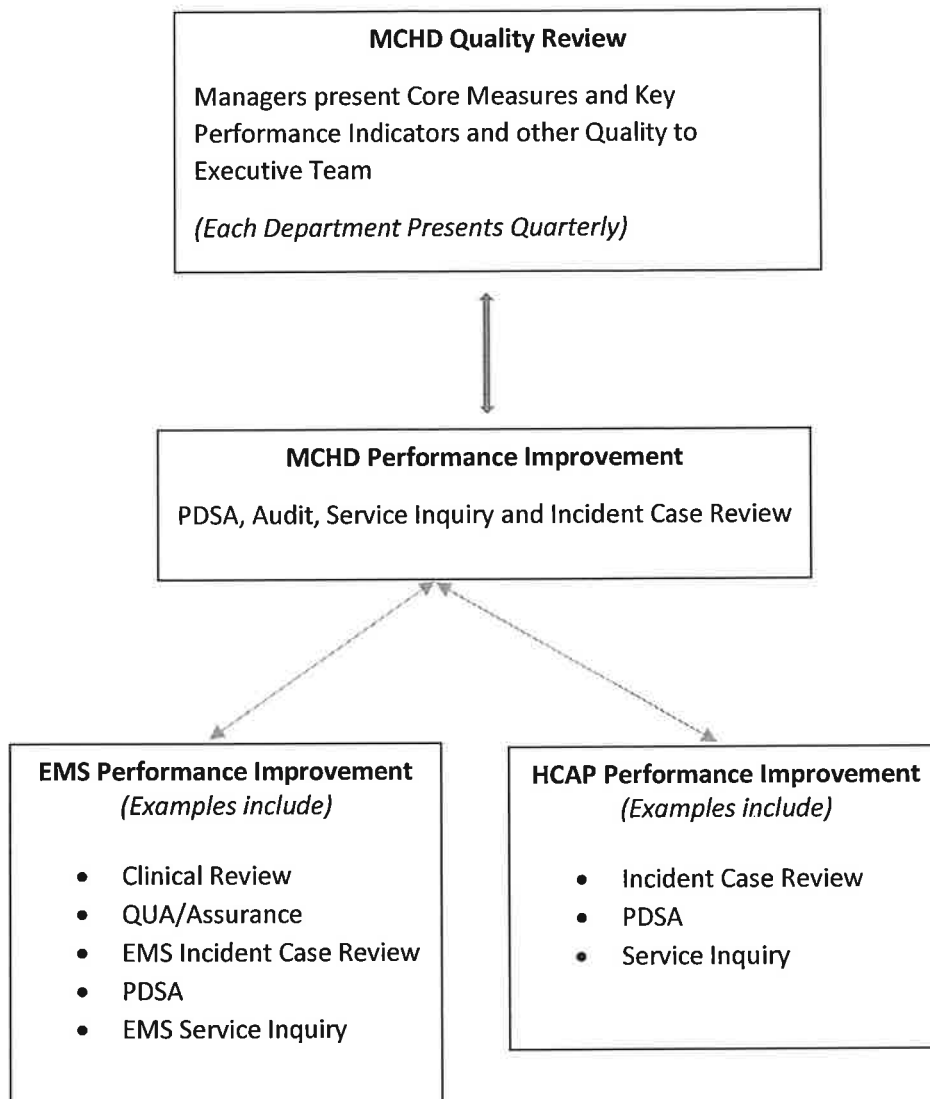 MCHD Quality Review
Managers present Core Measures and Key
Performance Indicators and other Quality to
Executive Team
(Each Department Presents Quarterly)
MCHD Performance Improvement
PDSA, Audit, Service Inquiry and Incident Case Review
EMS Performance Improvement
(Examples include)
• Clinical Review
• QUA/Assurance
• EMS Incident Case Review
• PDSA
• EMS Service Inquiry
HCAP Performance Improvement
(Examples include)
• Incident Case Review
• PDSA
• Service Inquiry